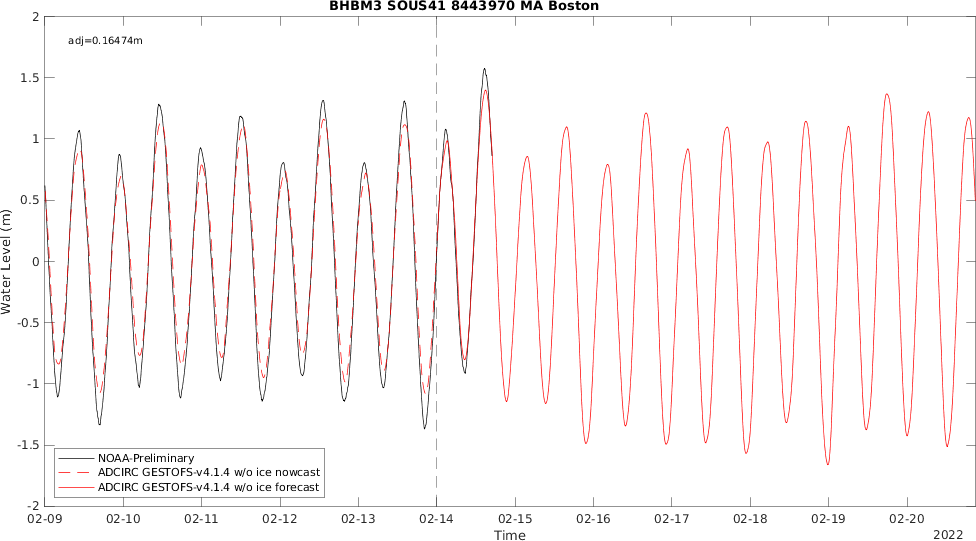 BHBM3 SOUS41 8443970 MA Boston
adj=0.16474m
2
1.5
1
0.5
0
-0.5
-1
-1.5
-2
Water Level (m)
NOAA-Preliminary
ADCIRC GESTOFS-v4.1.4 w/o ice nowcast
ADCIRC GESTOFS-v4.1.4 w/o ice forecast
02-09 02-10 02-11 02-12 02-13 02-14 02-15 02-16 02-17 02-18 02-19 02-20
Time
2022